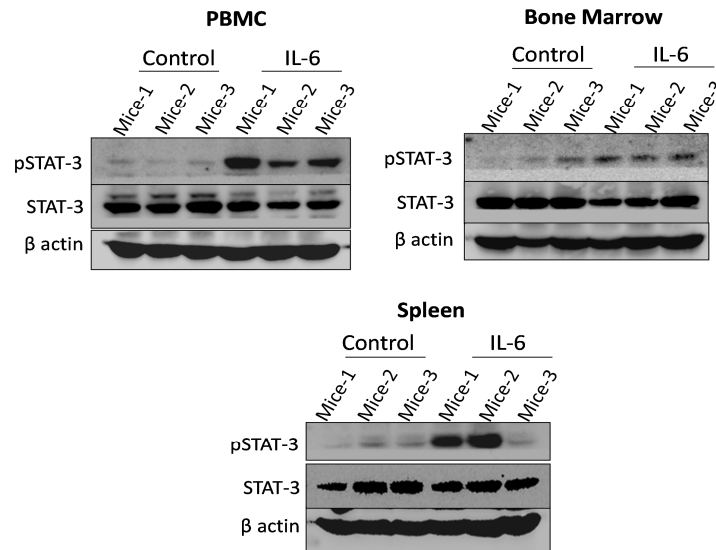 PBMC
Control IL-6
Mice-1 Mice-2 Mice-3 Mice-1 Mice-2 Mice-3
pSTAT-3
STAT-3
β actin
Bone Marrow
Control IL-6
Mice-1 Mice-2 Mice-3 Mice-1 Mice-2 Mice-3
pSTAT-3
STAT-3
β actin
Spleen
Control IL-6
Mice-1 Mice-2 Mice-3 Mice-1 Mice-2 Mice-3
pSTAT-3
STAT-3
β actin